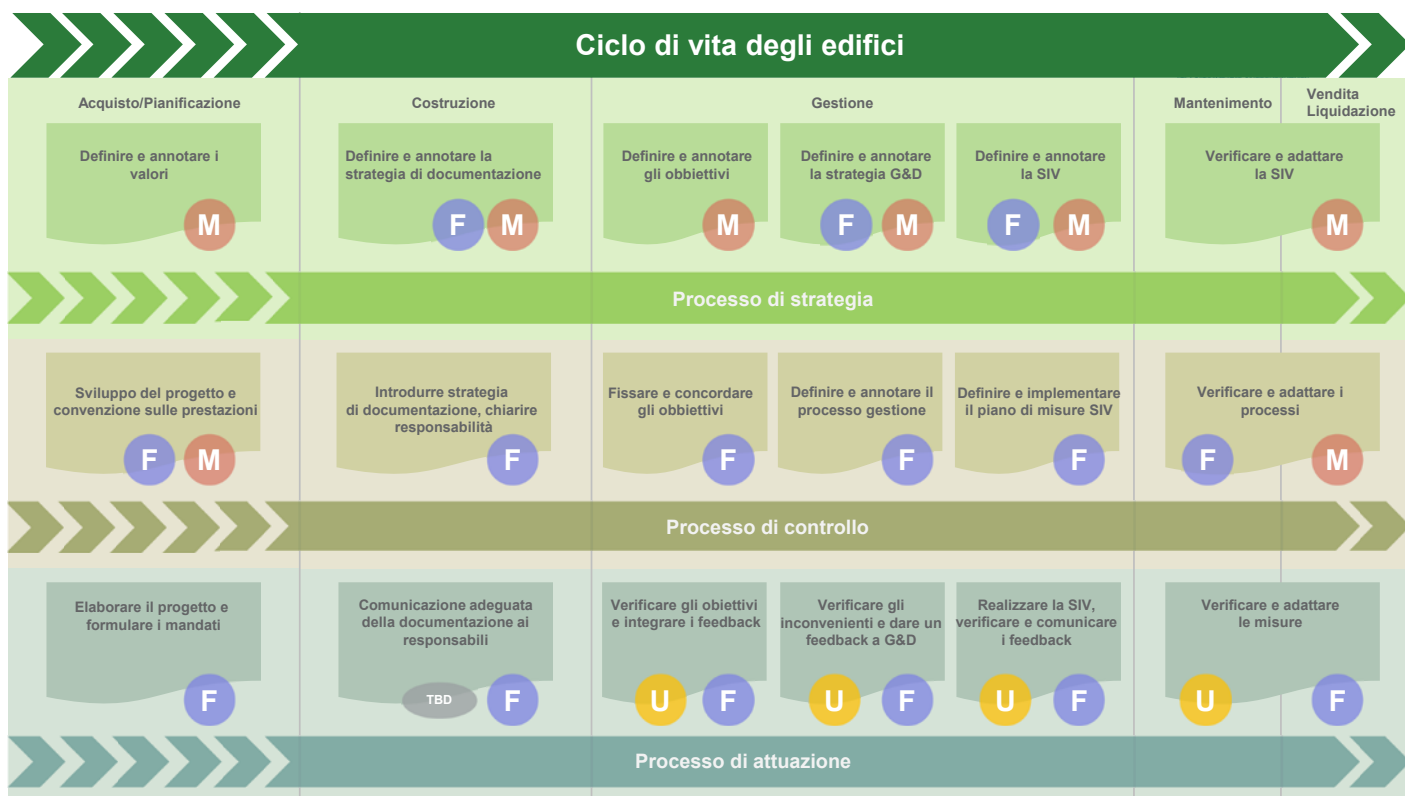 Ciclo di vita degli edifici
Acquisto/Pianificazione
Costruzione
Gestione
Mantenimento
Vendita
Liquidazione
Definire e annotare i
valori
M
Definire e annotare la
strategia di documentazione
F
M
Definire e annotare
gli obbiettivi
M
Definire e annotare
la strategia G&D
F
M
Definire e annotare
la SIV
F
M
Verificare e adattare
la SIV
M
Processo di strategia
Sviluppo del progetto e
convenzione sulle prestazioni
F
M
Introdurre strategia
di documentazione, chiarire
responsabilità
F
Fissare e concordare
gli obbiettivi
F
Definire e annotare il
processo gestione
F
Definire e implementare
il piano di misure SIV
F
Verificare e adattare i
processi
F
M
Processo di controllo
Elaborare il progetto e
formulare i mandati
F
Comunicazione adeguata
della documentazione ai
responsabili
TBD
F
Verificare gli obiettivi
e integrare i feedback
U
F
Verificare gli
inconvenienti e dare un
feedback a G&D
U
F
Realizzare la SIV,
verificare e comunicare
i feedback
U
F
Verificare e adattare
le misure
U
F
Processo di attuazione